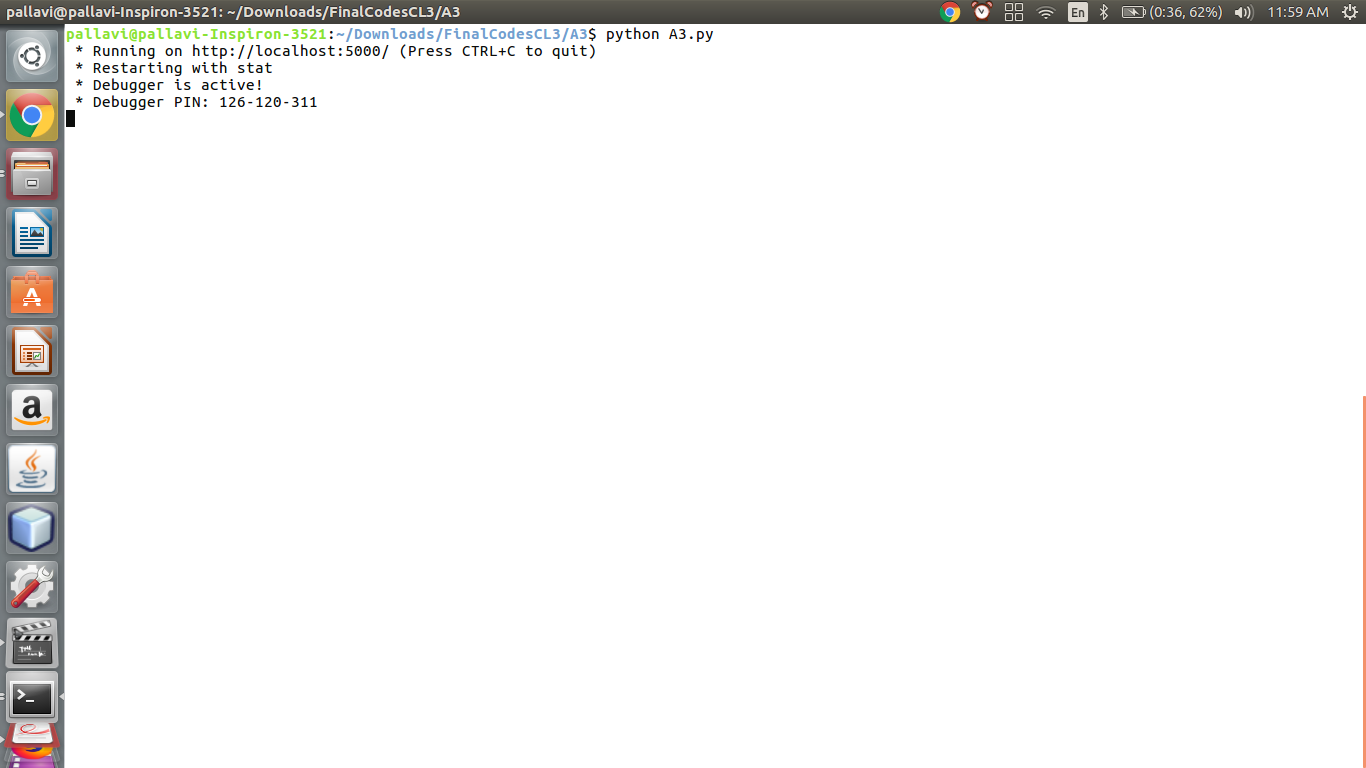 pallavi@pallavi-Inspiron-3521: ~/Downloads/FinalCodesCL3/A3
En
(0:36, 62%)
11:59 AM
pallavi@pallavi-Inspiron-3521:~/Downloads/FinalCodesCL3/A3$ python A3.py
* Running on http://localhost:5000/ (Press CTRL+C to quit)
* Restarting with stat
* Debugger is active!
* Debugger PIN: 126-120-311
A
a
>_